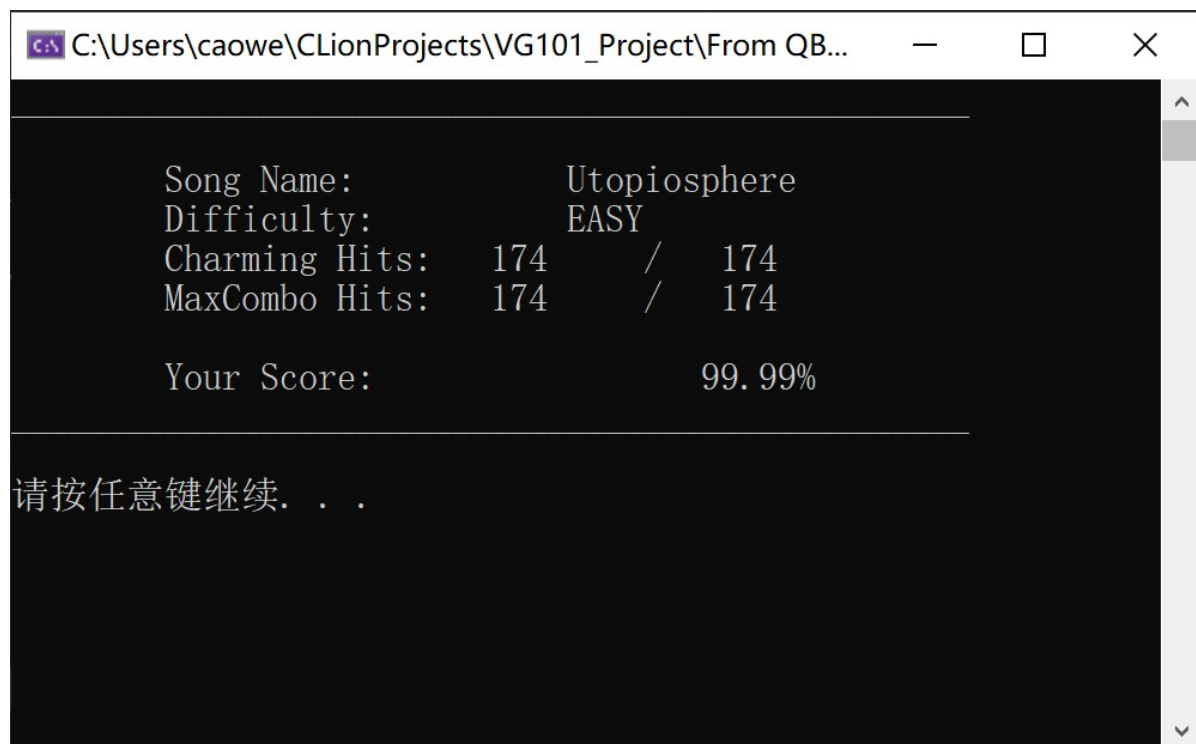 C:\Users\caowe\CLionProjects\VG101_Project\From QB...
Song Name: Utopiosphere
Difficulty: EASY
Charming Hits: 174 / 174
MaxCombo Hits: 174 / 174
Your Score: 99.99%
请按任意键继续. . .